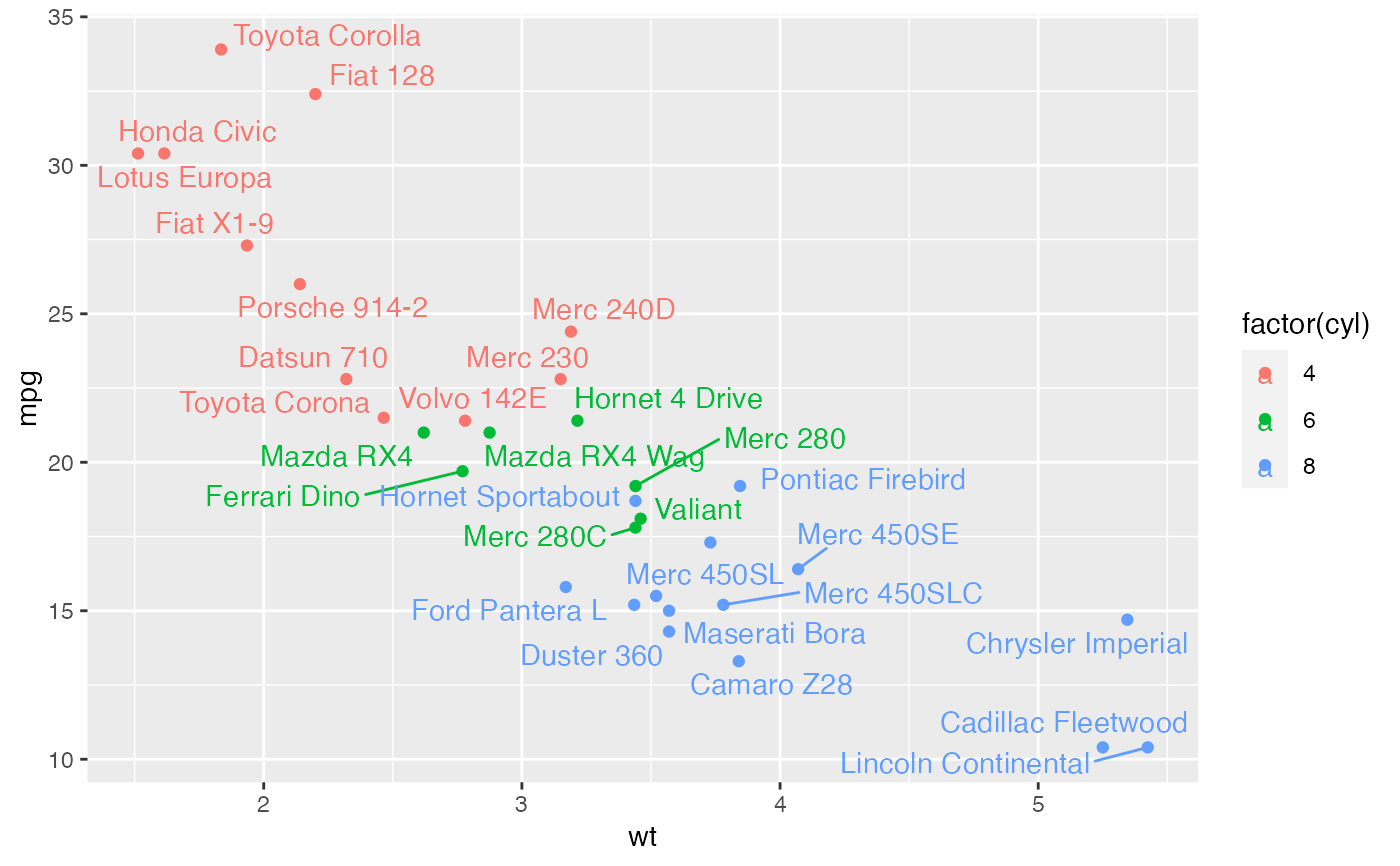 35
Toyota Corolla
Fiat 128
Honda Civic
30
Lotus Europa
Fiat X1-9
Porsche 914-2
Merc 240D
25
Datsun 710
Merc 230
Toyota Corona
Volvo 142E
Hornet 4 Drive
Merc 280
Mazda RX4
Mazda RX4 Wag
20
Pontiac Firebird
Ferrari Dino
Hornet Sportabout
Valiant
Merc 280C
Merc 450SE
Merc 450SL
Merc 450SLC
15
Ford Pantera L
Maserati Bora
Chrysler Imperial
Duster 360
Camaro Z28
Cadillac Fleetwood
10
Lincoln Continental
2 3 4 5
wt
mpg
factor(cyl)
a 4
a 6
a 8